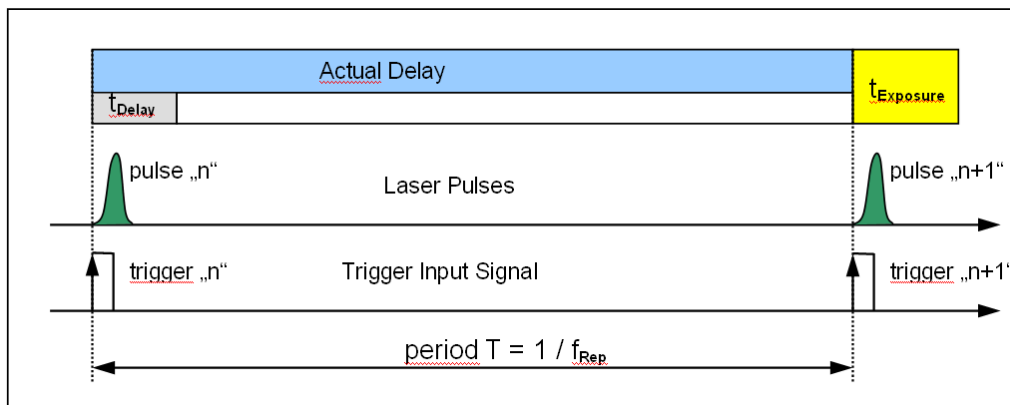 Actual Delay
tDelay
tExposure
pulse „n“
Laser Pulses
pulse „n+1“
trigger „n“
Trigger Input Signal
trigger „n+1“
period T = 1 / fRep